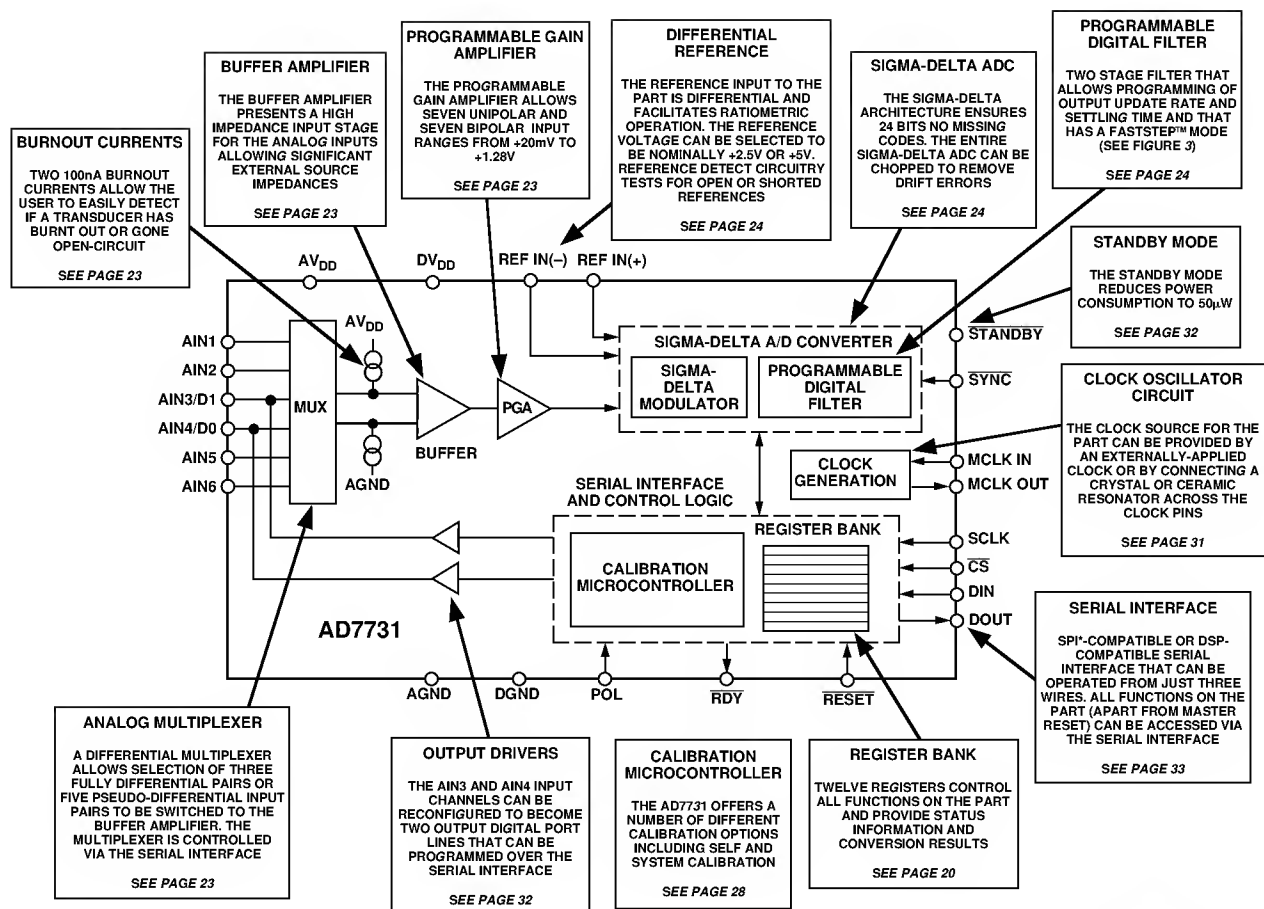 PROGRAMMABLE GAIN
AMPLIFIER
THE PROGRAMMABLE
GAIN AMPLIFIER ALLOWS
SEVEN UNIPOLAR AND
SEVEN BIPOLAR INPUT
RANGES FROM +20mV TO
+1.28V
SEE PAGE 23
DIFFERENTIAL
REFERENCE
THE REFERENCE INPUT TO THE
PART IS DIFFERENTIAL AND
FACILITATES RATIOMETRIC
OPERATION. THE REFERENCE
VOLTAGE CAN BE SELECTED TO
BE NOMINALLY +2.5V OR +5V.
REFERENCE DETECT CIRCUITRY
TESTS FOR OPEN OR SHORTED
REFERENCES
SEE PAGE 24
PROGRAMMABLE
DIGITAL FILTER
TWO STAGE FILTER THAT
ALLOWS PROGRAMMING OF
OUTPUT UPDATE RATE AND
SETTLING TIME AND THAT
HAS A FASTSTEP™ MODE
(SEE FIGURE 3)
SEE PAGE 24
BUFFER AMPLIFIER
THE BUFFER AMPLIFIER
PRESENTS A HIGH
IMPEDANCE INPUT STAGE
FOR THE ANALOG INPUTS
ALLOWING SIGNIFICANT
EXTERNAL SOURCE
IMPEDANCES
SEE PAGE 23
SIGMA-DELTA ADC
THE SIGMA-DELTA
ARCHITECTURE ENSURES
24 BITS NO MISSING
CODES. THE ENTIRE
SIGMA-DELTA ADC CAN BE
CHOPPED TO REMOVE
DRIFT ERRORS
SEE PAGE 24
BURNOUT CURRENTS
TWO 100nA BURNOUT
CURRENTS ALLOW THE
USER TO EASILY DETECT
IF A TRANSDUCER HAS
BURNT OUT OR GONE
OPEN-CIRCUIT
SEE PAGE 23
STANDBY MODE
THE STANDBY MODE
REDUCES POWER
CONSUMPTION TO 50µW
SEE PAGE 32
AVDD
DVDD
REF IN(–)
REF IN(+)
AIN1
AIN2
AIN3/D1
AIN4/D0
AIN5
AIN6
MUX
AVDD
AGND
BUFFER
PGA
SIGMA-DELTA A/D CONVERTER
SIGMA-
DELTA
MODULATOR
PROGRAMMABLE
DIGITAL
FILTER
STANDBY
SYNC
CLOCK
GENERATION
MCLK IN
MCLK OUT
CLOCK OSCILLATOR
CIRCUIT
THE CLOCK SOURCE FOR THE
PART CAN BE PROVIDED BY
AN EXTERNALLY-APPLIED
CLOCK OR BY CONNECTING A
CRYSTAL OR CERAMIC
RESONATOR ACROSS THE
CLOCK PINS
SEE PAGE 31
SERIAL INTERFACE
AND CONTROL LOGIC
REGISTER BANK
CALIBRATION
MICROCONTROLLER
SCLK
CS
DIN
DOUT
AD7731
AGND
DGND
POL
RDY
RESET
SERIAL INTERFACE
SPI*-COMPATIBLE OR DSP-
COMPATIBLE SERIAL
INTERFACE THAT CAN BE
OPERATED FROM JUST THREE
WIRES. ALL FUNCTIONS ON THE
PART (APART FROM MASTER
RESET) CAN BE ACCESSED VIA
THE SERIAL INTERFACE
SEE PAGE 33
ANALOG MULTIPLEXER
A DIFFERENTIAL MULTIPLEXER
ALLOWS SELECTION OF THREE
FULLY DIFFERENTIAL PAIRS OR
FIVE PSEUDO-DIFFERENTIAL INPUT
PAIRS TO BE SWITCHED TO THE
BUFFER AMPLIFIER. THE
MULTIPLEXER IS CONTROLLED
VIA THE SERIAL INTERFACE
SEE PAGE 23
OUTPUT DRIVERS
THE AIN3 AND AIN4 INPUT
CHANNELS CAN BE
RECONFIGURED TO BECOME
TWO OUTPUT DIGITAL PORT
LINES THAT CAN BE
PROGRAMMED OVER THE
SERIAL INTERFACE
SEE PAGE 32
CALIBRATION
MICROCONTROLLER
THE AD7731 OFFERS A
NUMBER OF DIFFERENT
CALIBRATION OPTIONS
INCLUDING SELF AND
SYSTEM CALIBRATION
SEE PAGE 28
REGISTER BANK
TWELVE REGISTERS CONTROL
ALL FUNCTIONS ON THE PART
AND PROVIDE STATUS
INFORMATION AND
CONVERSION RESULTS
SEE PAGE 20